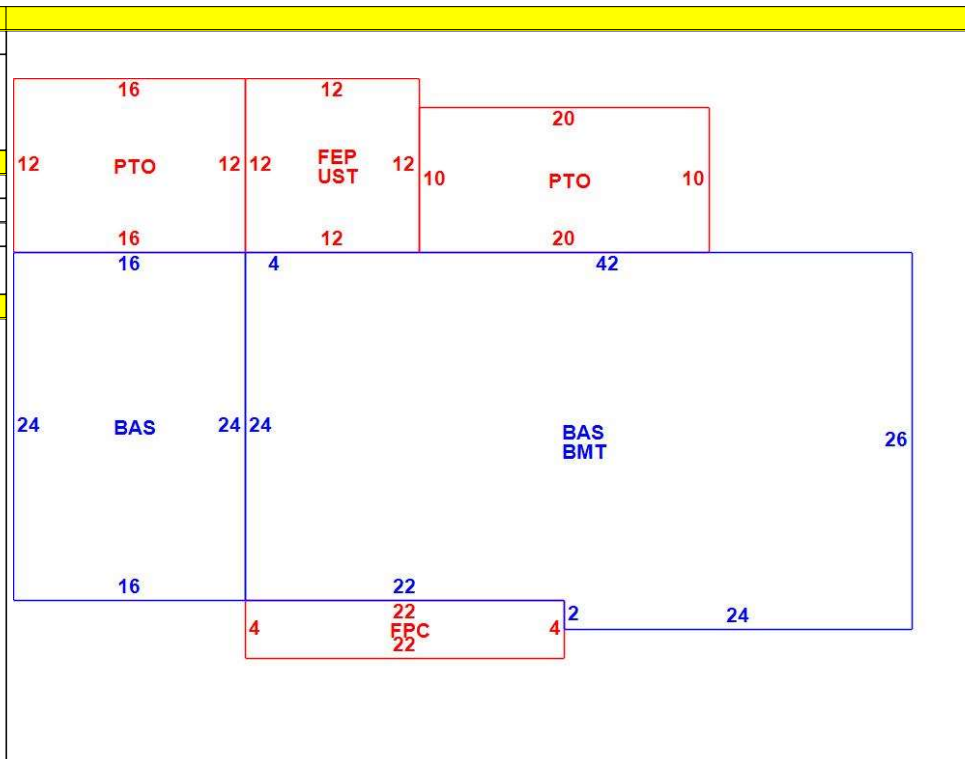 16 12
20
12 PTO 12 12 FEP 12
UST
10 PTO 10
16 12 20
16 4 42
24 BAS 24 24 BAS 26
BMT
16 22
22 2 24
4 FPC 4
22